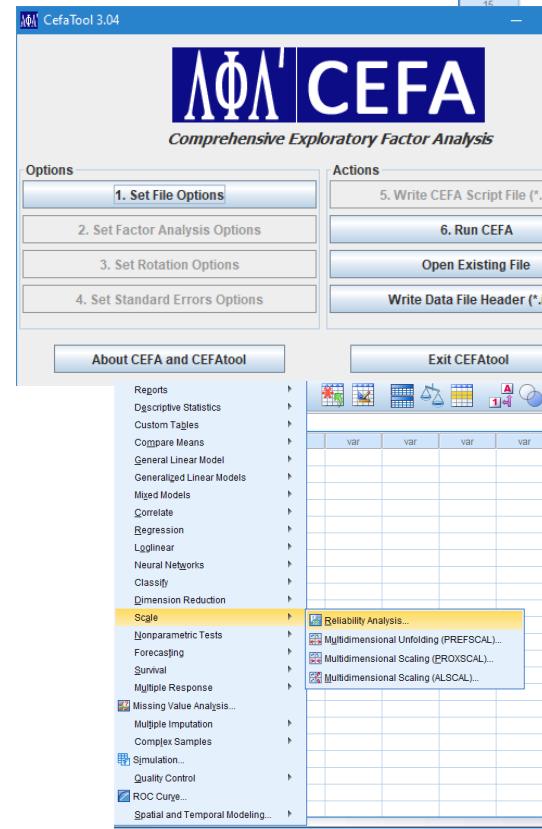 15
ΛΦΛ' CefaTool 3.04
ΛΦΛ' CEFA
Comprehensive Exploratory Factor Analysis
Options
1. Set File Options
2. Set Factor Analysis Options
3. Set Rotation Options
4. Set Standard Errors Options
Actions
5. Write CEFA Script File (*.
6. Run CEFA
Open Existing File
Write Data File Header (*.
About CEFA and CEFAtool
Exit CEFAtool
Reports
Descriptive Statistics
Custom Tables
Compare Means
General Linear Model
Generalized Linear Models
Mixed Models
Correlate
Regression
Loglinear
Neural Networks
Classify
Dimension Reduction
Scale
Nonparametric Tests
Forecasting
Survival
Multiple Response
Missing Value Analysis...
Multiple Imputation
Complex Samples
Simulation...
Quality Control
ROC Curve...
Spatial and Temporal Modeling...
A
1
var var var var
Reliability Analysis...
Multidimensional Unfolding (PREFSCAL)...
Multidimensional Scaling (PROXSCAL)...
Multidimensional Scaling (ALSCAL)...